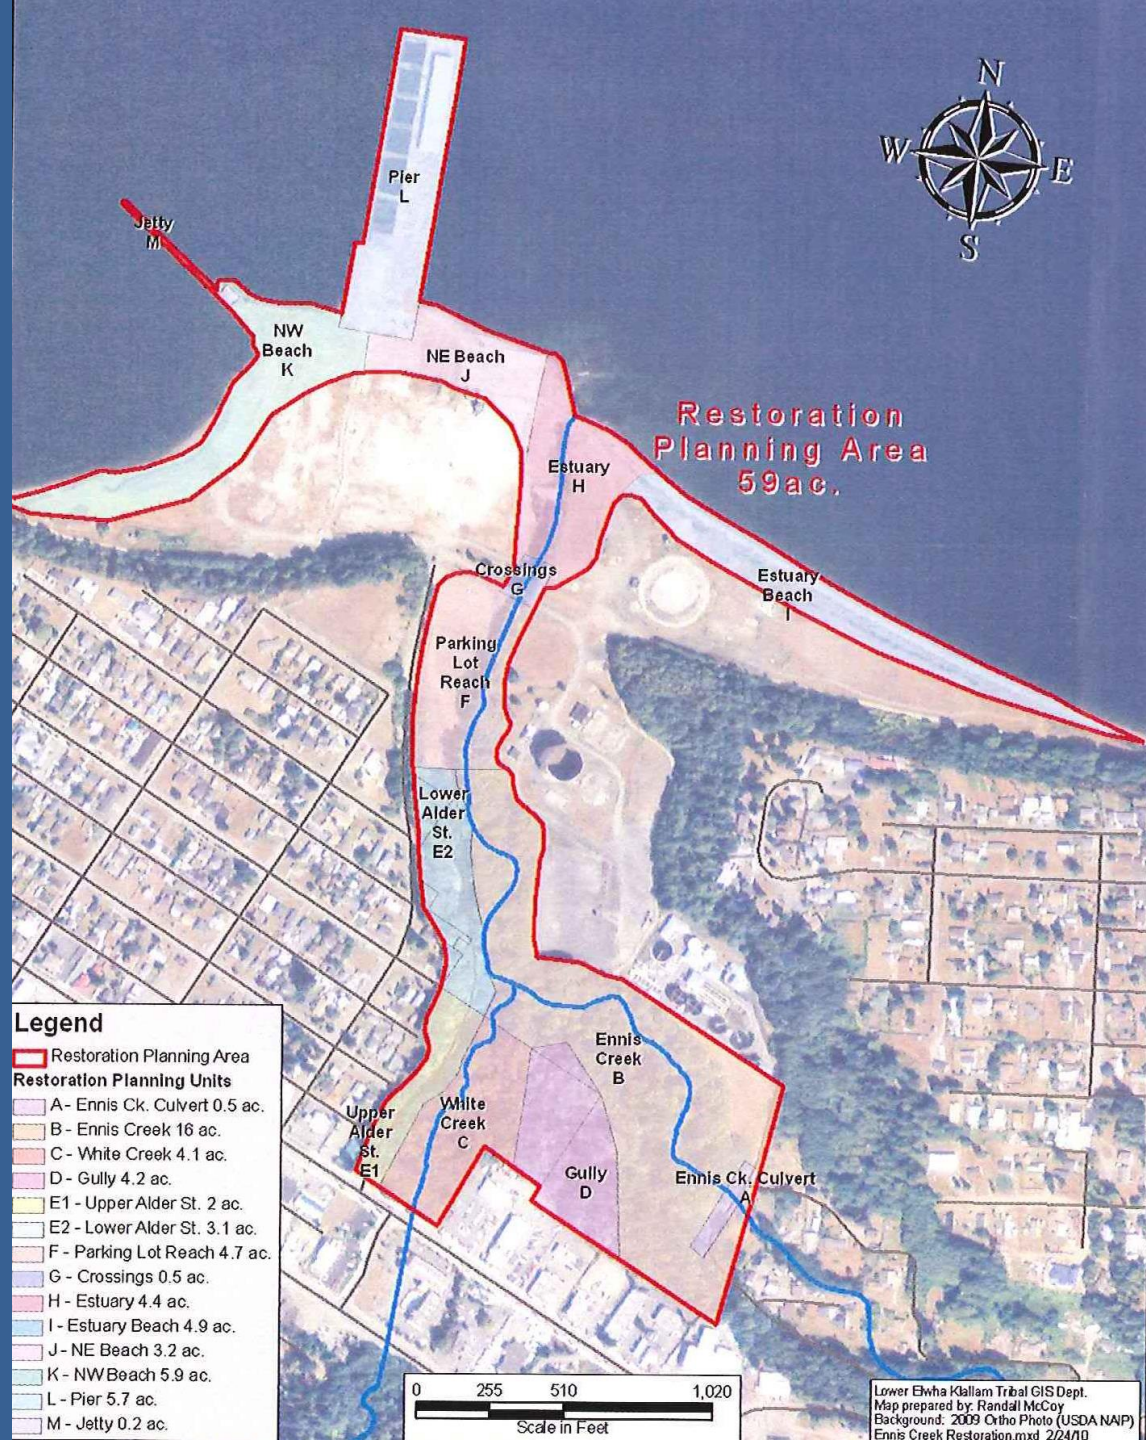 N
W
E
S
Pier
L
Jetty
M
NW
Beach
K
NE Beach
J
Restoration
Planning Area
59ac.
Estuary
H
Crossings
G
Estuary
Beach
I
Parking
Lot
Reach
F
Lower
Alder
St.
E2
Ennis
Creek
B
Upper
Alder
St.
E1
White
Creek
C
Gully
D
Ennis Ck. Culvert
A
Legend
Restoration Planning Area
Restoration Planning Units
A - Ennis Ck. Culvert 0.5 ac.
B - Ennis Creek 16 ac.
C - White Creek 4.1 ac.
D - Gully 4.2 ac.
E1 - Upper Alder St. 2 ac.
E2 - Lower Alder St. 3.1 ac.
F - Parking Lot Reach 4.7 ac.
G - Crossings 0.5 ac.
H - Estuary 4.4 ac.
I - Estuary Beach 4.9 ac.
J - NE Beach 3.2 ac.
K - NW Beach 5.9 ac.
L - Pier 5.7 ac.
M - Jetty 0.2 ac.
0 255 510 1,020
Scale in Feet
Lower Elwha Klallam Tribal GIS Dept.
Map prepared by: Randall McCoy
Background: 2009 Ortho Photo (USDA NAIP)
Ennis Creek Restoration.mxd 2/24/10